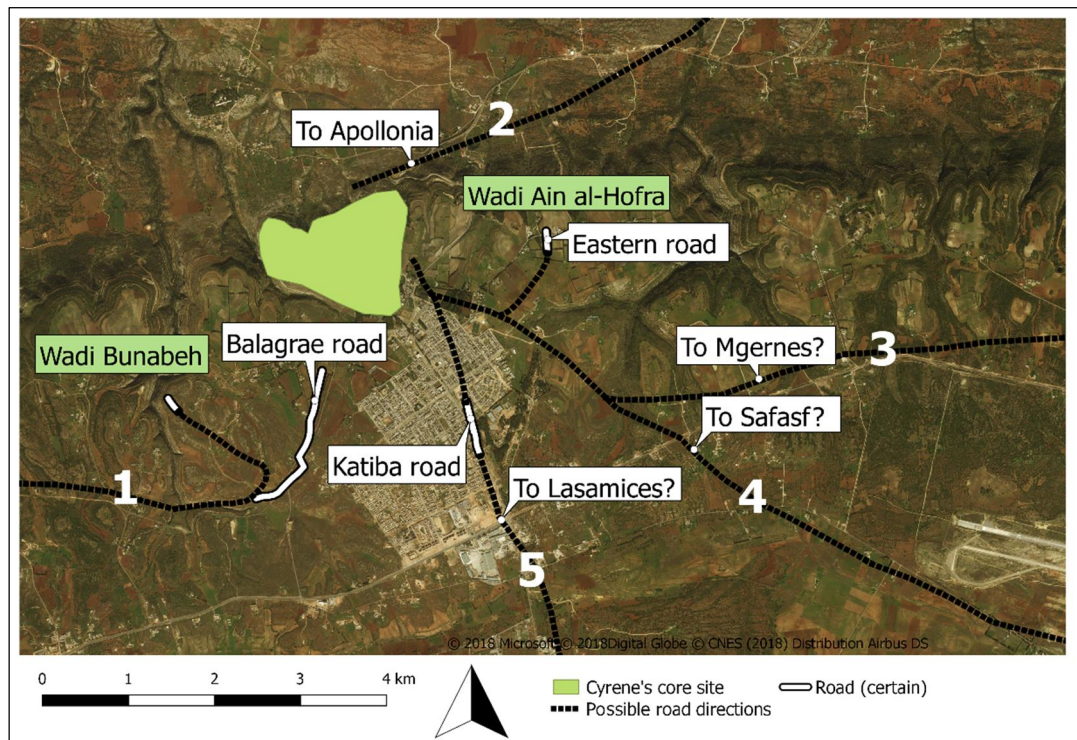 2
To Apollonia
Wadi Ain al-Hofra
Eastern road
Balagrae road
Wadi Bunabeh
To Mgernes?
3
To Safasf?
Katiba road
To Lasamices?
1
4
5
© 2018 Microsoft © 2018Digital Globe © CNES (2018) Distribution Airbus DS
0 1 2 3 4 km
Cyrene's core site
Road (certain)
Possible road directions